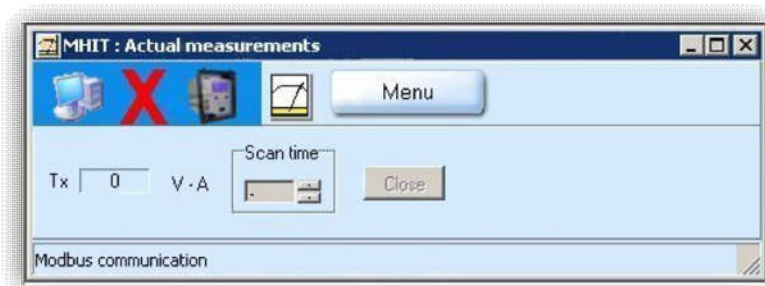 MHIT : Actual measurements
Menu
Scan time
Tx 0 V - A - Close
Modbus communication